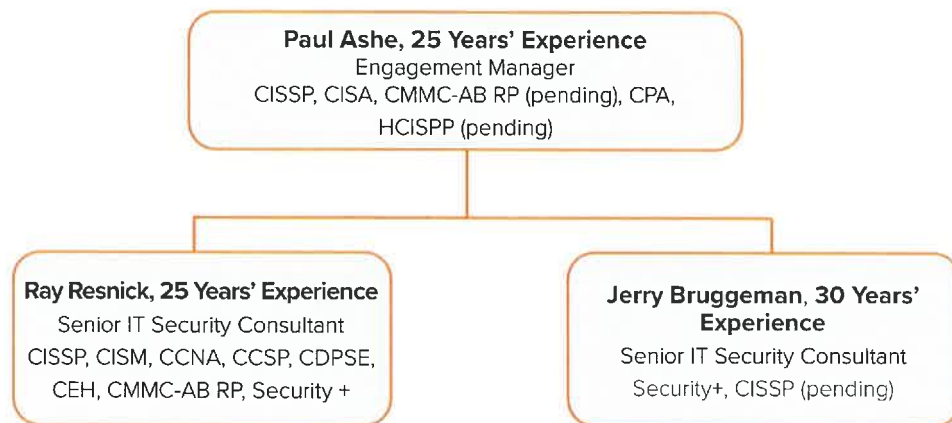 Paul Ashe, 25 Years’ Experience
Engagement Manager
CISSP, CISA, CMMC-AB RP (pending), CPA,
HCISPP (pending)
Ray Resnick, 25 Years’ Experience
Senior IT Security Consultant
CISSP, CISM, CCNA, CCSP, CDPSE,
CEH, CMMC-AB RP, Security +
Jerry Bruggeman, 30 Years’
Experience
Senior IT Security Consultant
Security+, CISSP (pending)